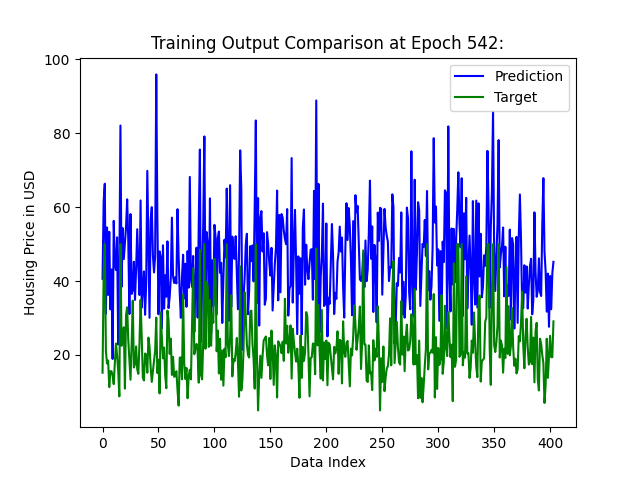 Training Output Comparison at Epoch 542:
Prediction
Target
Housing Price in USD
100
80
60
40
20
0 50 100 150 200 250 300 350 400
Data Index